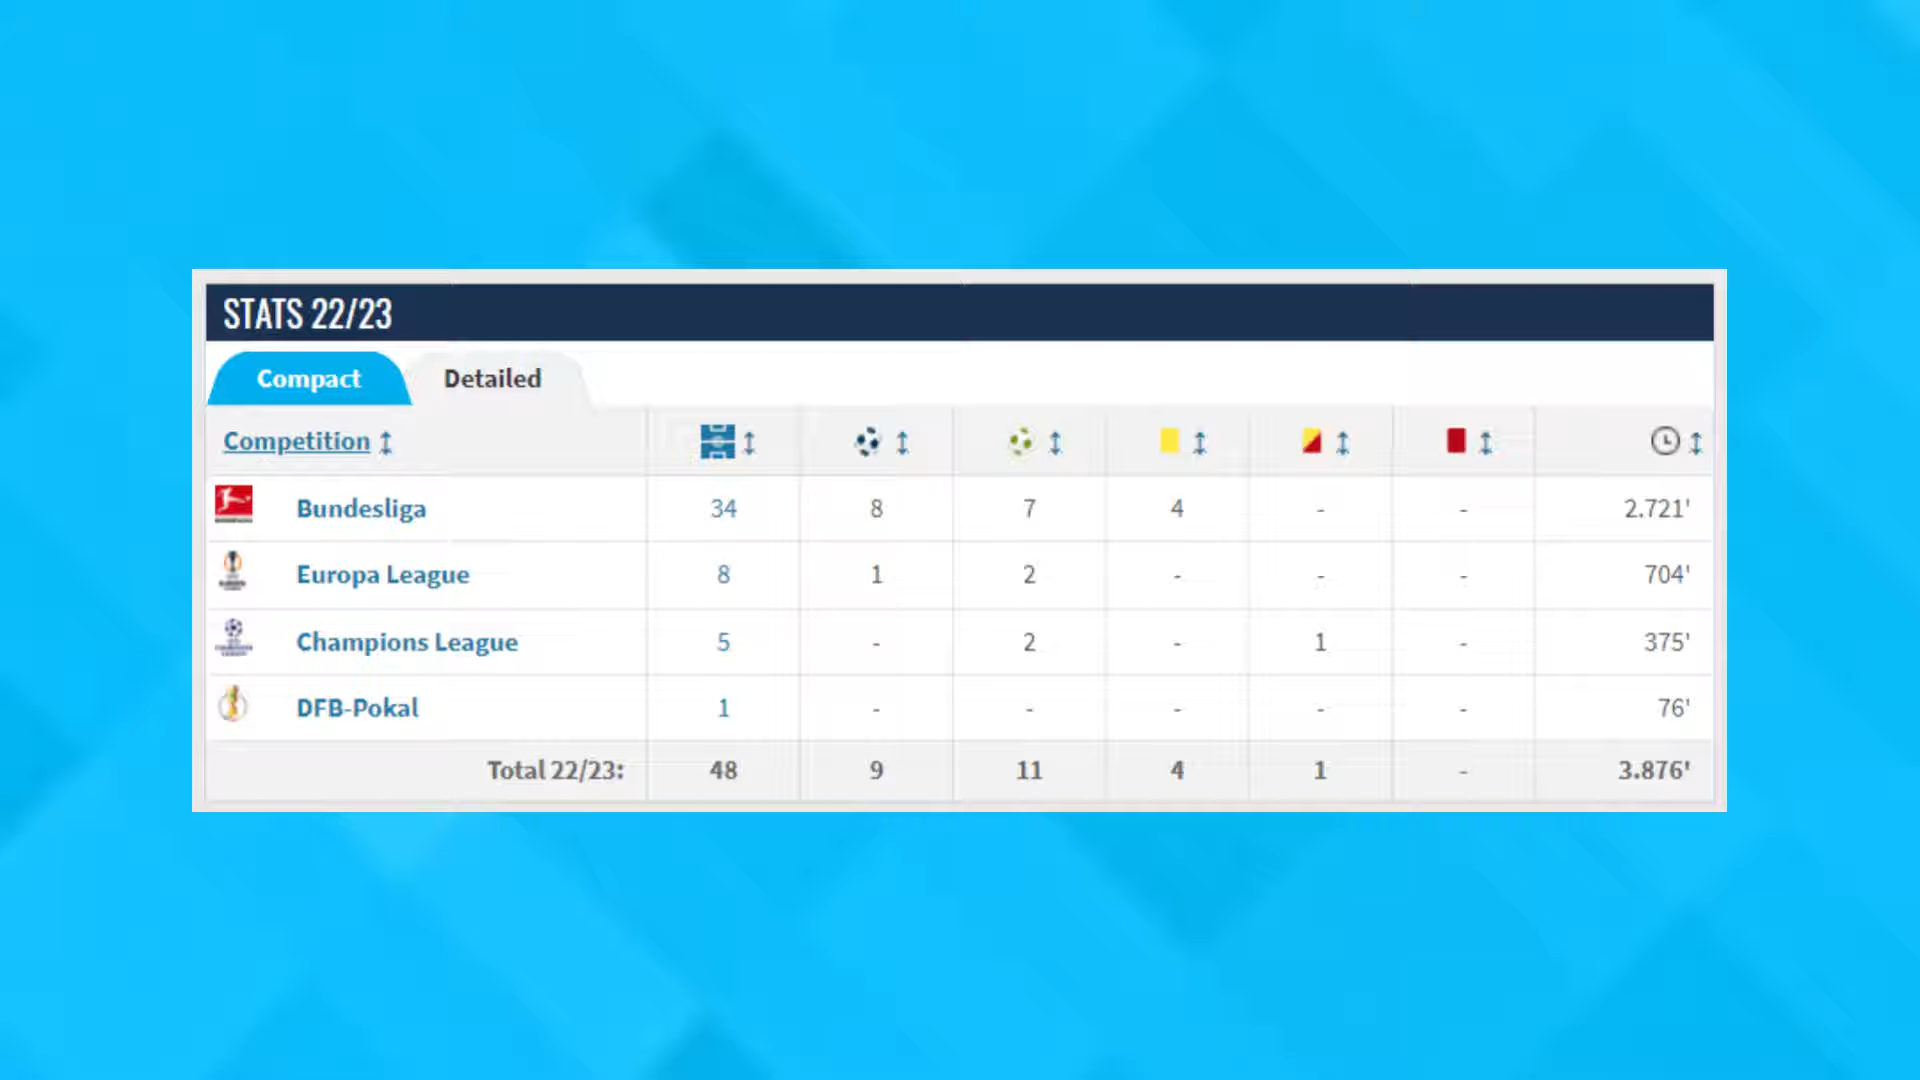 STATS 22/23
Compact Detailed
Competition
Bundesliga 34 8 7 4 - - 2.721'
Europa League 8 1 2 - - - 704'
Champions League 5 - 2 - 1 - 375'
DFB-Pokal 1 - - - - - 76'
Total 22/23: 48 9 11 4 1 - 3.876'